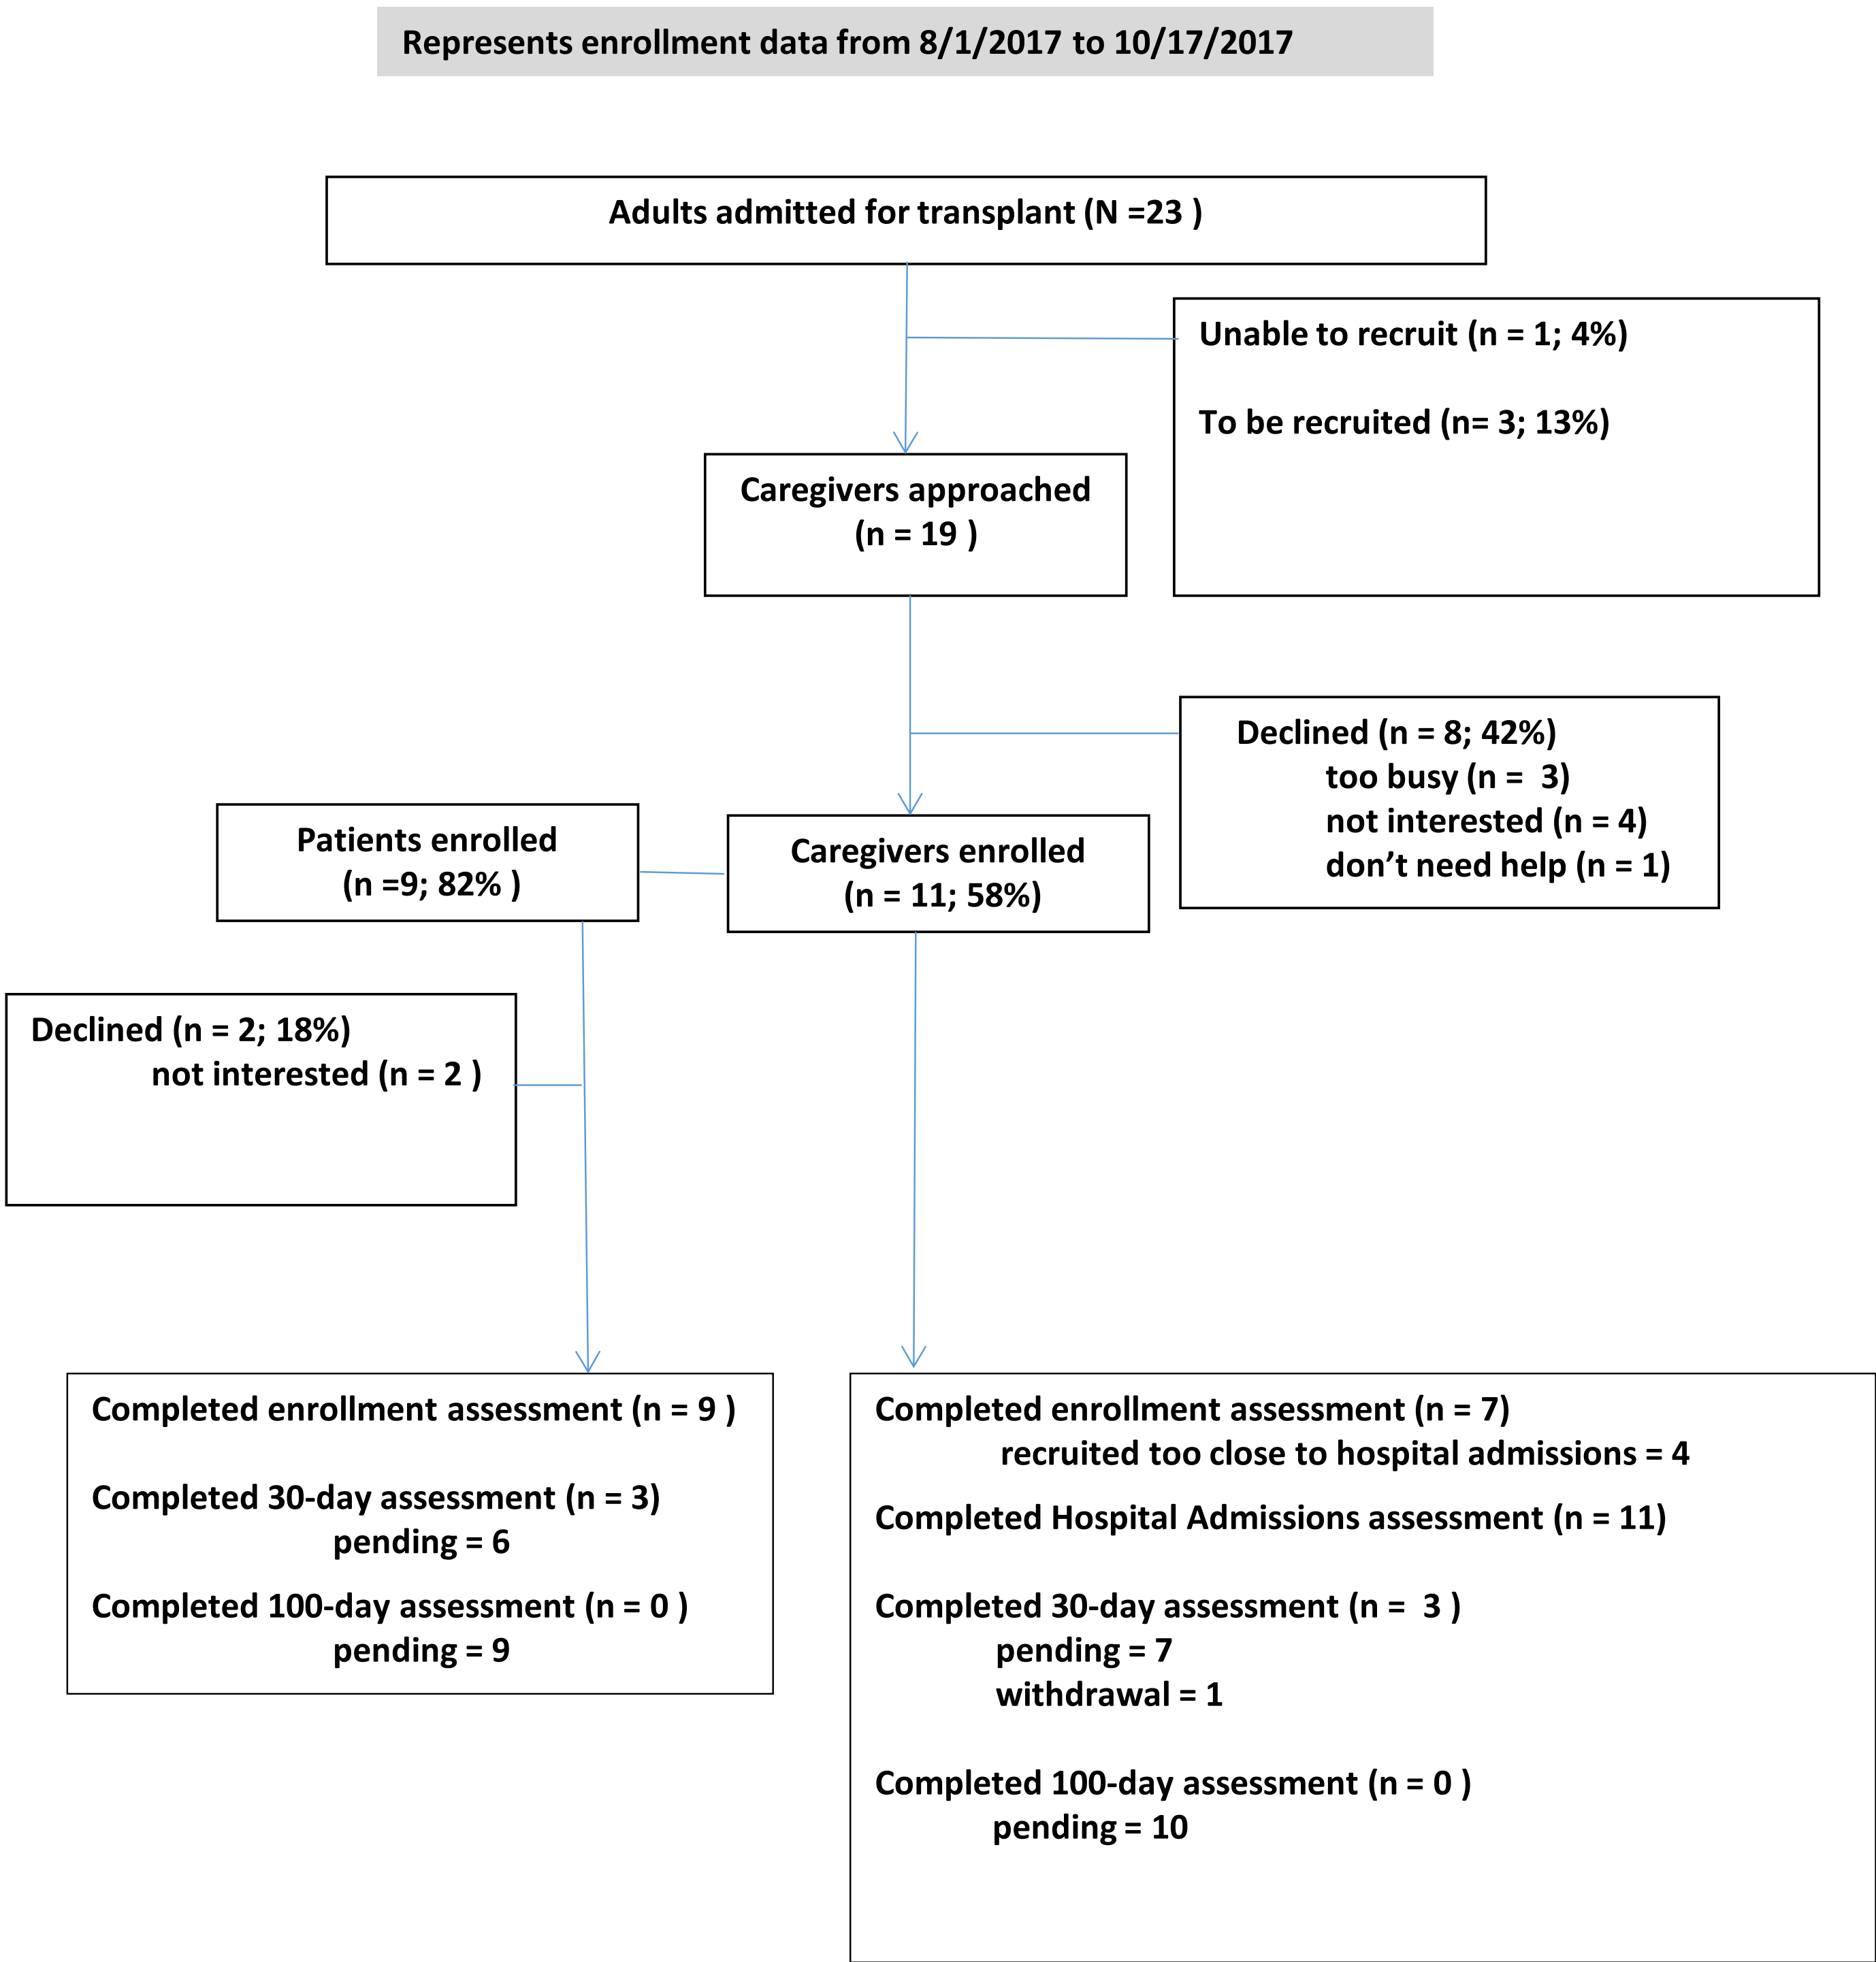 Represents enrollment data from 8/1/2017 to 10/17/2017
Adults admitted for transplant (N =23 )
Unable to recruit (n = 1; 4%)
To be recruited (n= 3; 13%)
Caregivers approached
(n = 19 )
Declined (n = 8; 42%)
too busy (n =  3)
not interested (n = 4)
don’t need help (n = 1)
Patients enrolled
(n =9; 82% )
Caregivers enrolled
(n = 11; 58%)
Declined (n = 2; 18%)
not interested (n = 2 )
Completed enrollment assessment (n = 9 )
Completed 30-day assessment (n = 3)
pending = 6
Completed 100-day assessment (n = 0 )
pending = 9
Completed enrollment assessment (n = 7)
recruited too close to hospital admissions = 4
Completed Hospital Admissions assessment (n = 11)
Completed 30-day assessment (n =  3 )
pending = 7
withdrawal = 1
Completed 100-day assessment (n = 0 )
pending = 10